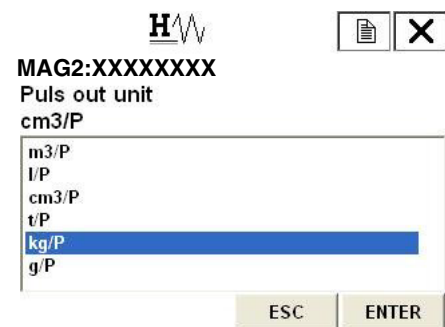 H
MAG2:XXXXXXXX
Puls out unit
cm3/P
m3/P
l/P
cm3/P
t/P
kg/P
g/P
ESC ENTER